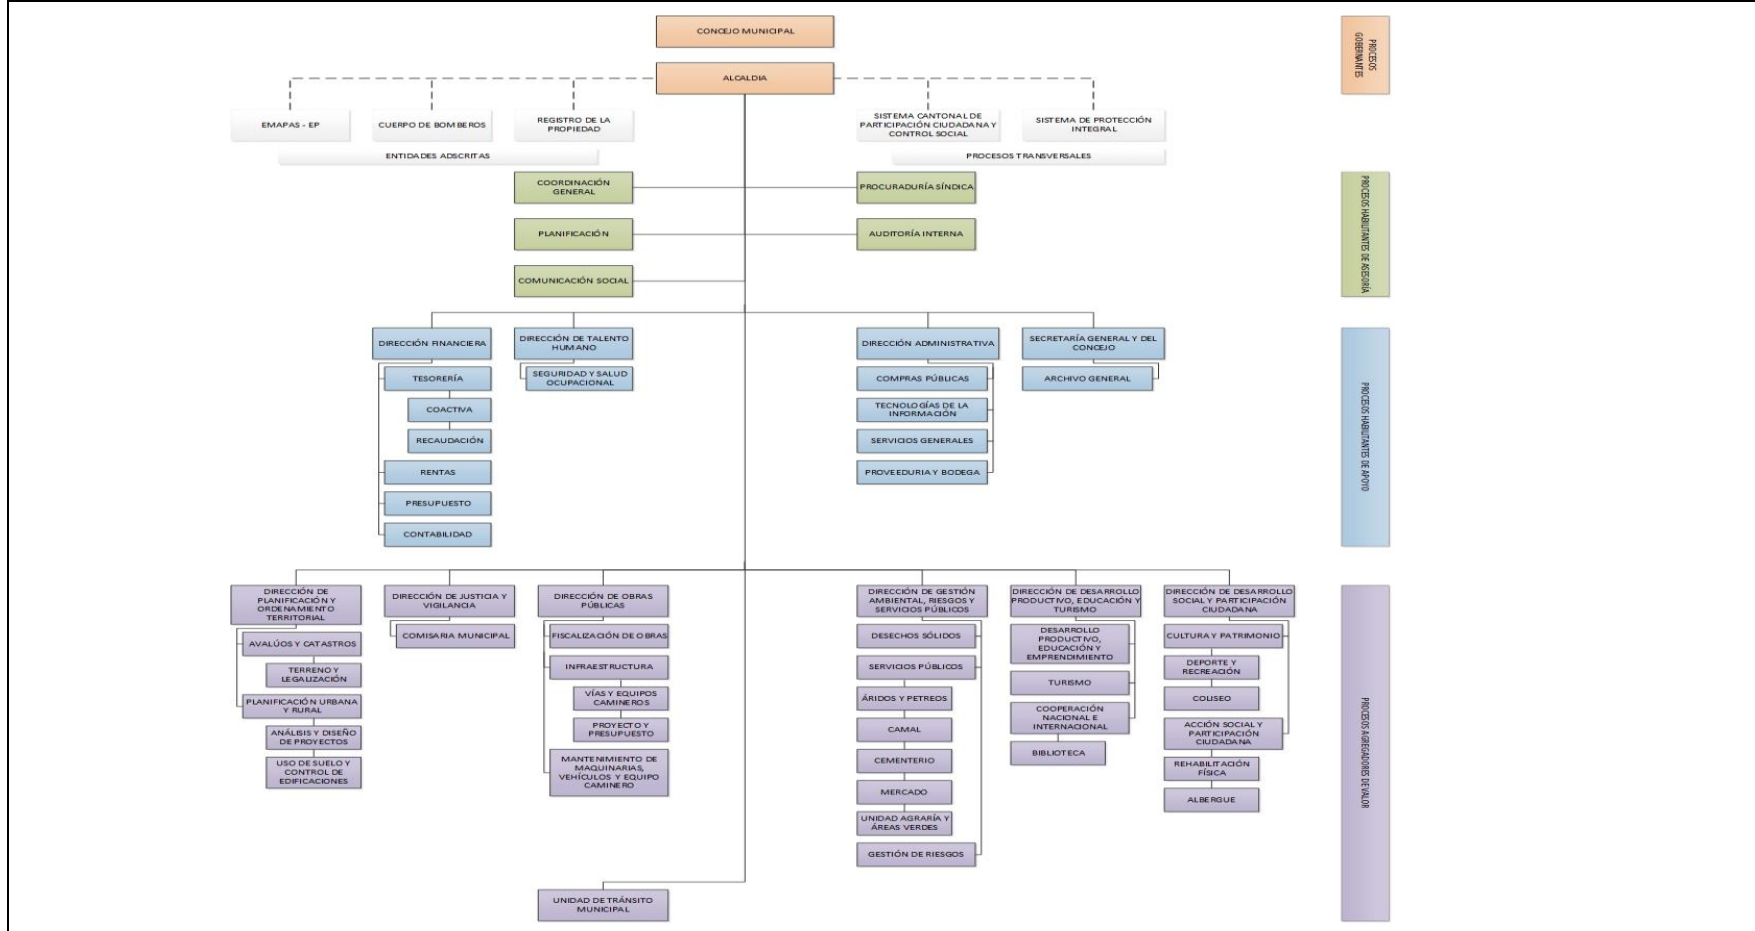 CONCEJO MUNICIPAL
PROCESOS
GOBERNANTES
ALCALDIA
EMAPAS - EP
CUERPO DE BOMBEROS
REGISTRO DE LA
PROPIEDAD
SISTEMA CANTONAL DE
PARTICIPACIÓN CIUDADANA Y
CONTROL SOCIAL
SISTEMA DE PROTECCIÓN
INTEGRAL
ENTIDADES ADSCRITAS
PROCESOS TRANSVERSALES
COORDINACIÓN
GENERAL
PROCURADURÍA SÍNDICA
PROCESOS HABILITANTES DE ASESORÍA
PLANIFICACIÓN
AUDITORÍA INTERNA
COMUNICACIÓN SOCIAL
DIRECCIÓN FINANCIERA
DIRECCIÓN DE TALENTO
HUMANO
DIRECCIÓN ADMINISTRATIVA
SECRETARÍA GENERAL Y DEL
CONCEJO
PROCESOS HABILITANTES DE APOYO
TESORERÍA
COACTIVA
RECAUDACIÓN
RENTAS
PRESUPUESTO
CONTABILIDAD
SEGURIDAD Y SALUD
OCUPACIONAL
COMPRAS PÚBLICAS
TECNOLOGÍAS DE LA
INFORMACIÓN
SERVICIOS GENERALES
PROVEEDURIA Y BODEGA
ARCHIVO GENERAL
DIRECCIÓN DE
PLANIFICACIÓN Y
ORDENAMIENTO
TERRITORIAL
AVALÚOS Y CATASTROS
TERRENO Y
LEGALIZACIÓN
PLANIFICACIÓN URBANA
Y RURAL
ANÁLISIS Y DISEÑO
DE PROYECTOS
USO DE SUELO Y
CONTROL DE
EDIFICACIONES
DIRECCIÓN DE JUSTICIA Y
VIGILANCIA
COMISARIA MUNICIPAL
DIRECCIÓN DE OBRAS
PÚBLICAS
FISCALIZACIÓN DE OBRAS
INFRAESTRUCTURA
VÍAS Y EQUIPOS
CAMINEROS
PROYECTO Y
PRESUPUESTO
MANTENIMIENTO DE
MAQUINARIAS,
VEHÍCULOS Y EQUIPO
CAMINERO
DIRECCIÓN DE GESTIÓN
AMBIENTAL, RIESGOS Y
SERVICIOS PÚBLICOS
DESECHOS SÓLIDOS
SERVICIOS PÚBLICOS
ÁRIDOS Y PETREOS
CAMAL
CEMENTERIO
MERCADO
UNIDAD AGRARÍA Y
ÁREAS VERDES
GESTIÓN DE RIESGOS
DIRECCIÓN DE DESARROLLO
PRODUCTIVO, EDUCACIÓN Y
TURISMO
DESARROLLO
PRODUCTIVO,
EDUCACIÓN Y
EMPRENDIMIENTO
TURISMO
COOPERACIÓN
NACIONAL E
INTERNACIONAL
BIBLIOTECA
DIRECCIÓN DE DESARROLLO
SOCIAL Y PARTICIPACIÓN
CIUDADANA
CULTURA Y PATRIMONIO
DEPORTE Y
RECREACIÓN
COLISEO
ACCIÓN SOCIAL Y
PARTICIPACIÓN
CIUDADANA
REHABILITACIÓN
FÍSICA
ALBERGUE
PROCESOS AGREGADORES DE VALOR
UNIDAD DE TRÁNSITO
MUNICIPAL